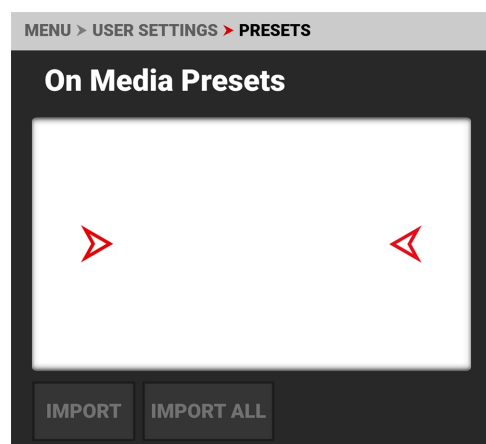 MENU > USER SETTINGS > PRESETS
On Media Presets
IMPORT IMPORT ALL